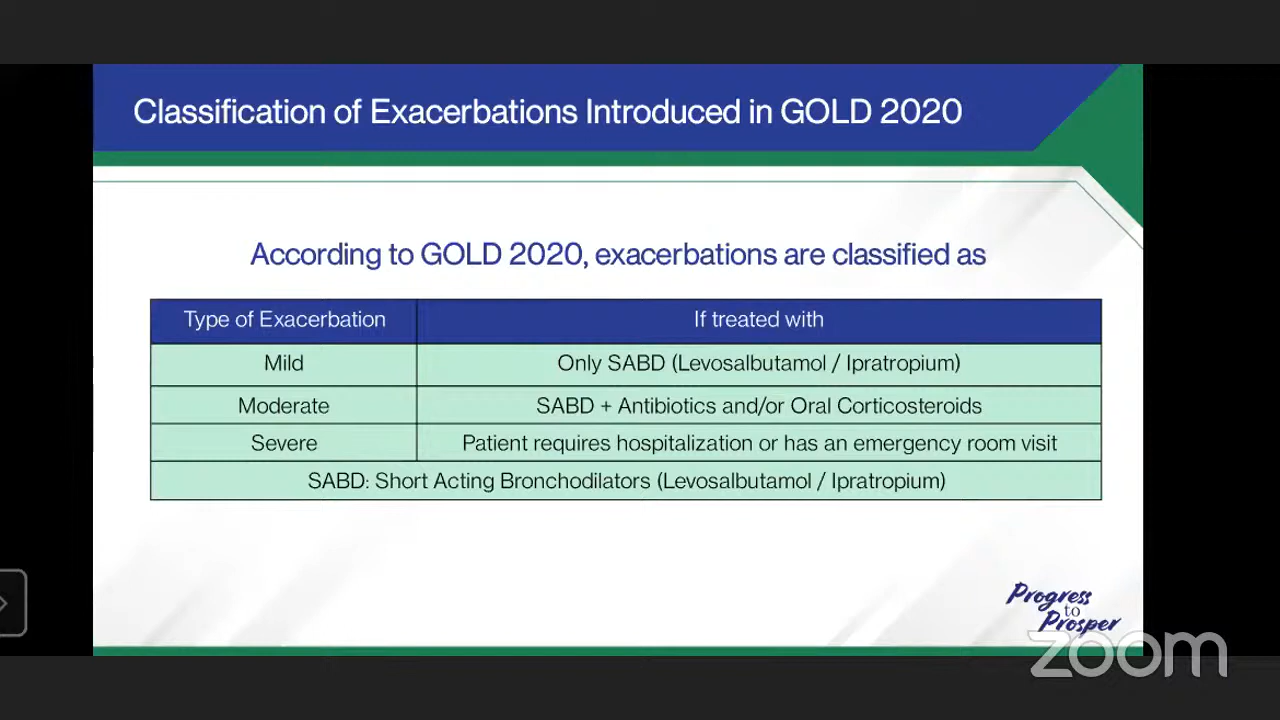 Classification of Exacerbations Introduced in GOLD 2020
According to GOLD 2020, exacerbations are classified as
Type of Exacerbation If treated with
Mild Only SABD (Levosalbutamol / Ipratropium)
Moderate SABD + Antibiotics and/or Oral Corticosteroids
Severe Patient requires hospitalization or has an emergency room visit
SABD: Short Acting Bronchodilators (Levosalbutamol / Ipratropium)
Progress
to
Prosper
zoom